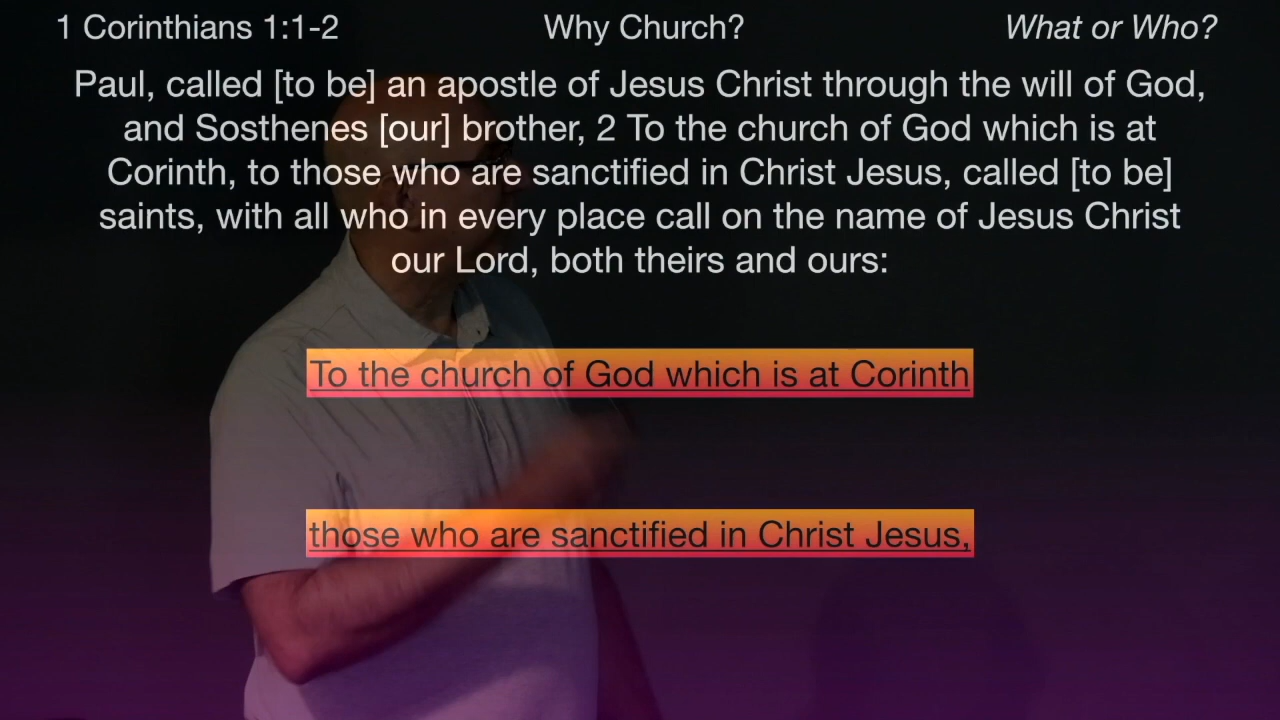 1 Corinthians 1:1-2 Why Church? What or Who?
Paul, called [to be] an apostle of Jesus Christ through the will of God,
and Sosthenes [our] brother, 2 To the church of God which is at
Corinth, to those who are sanctified in Christ Jesus, called [to be]
saints, with all who in every place call on the name of Jesus Christ
our Lord, both theirs and ours:
To the church of God which is at Corinth
those who are sanctified in Christ Jesus,